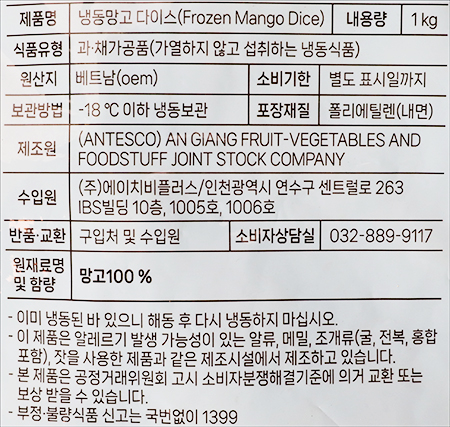 제품명 냉동망고 다이스(Frozen Mango Dice) 내용량 1 kg
식품유형 과·채가공품(가열하지 않고 섭취하는 냉동식품)
원산지 베트남(oem) 소비기한 별도 표시일까지
보관방법 -18 ℃ 이하 냉동보관 포장재질 폴리에틸렌(내면)
제조원 (ANTESCO) AN GIANG FRUIT-VEGETABLES AND
FOODSTUFF JOINT STOCK COMPANY
수입원 (주)에이치비플러스/인천광역시 연수구 센트럴로 263
IBS빌딩 10층, 1005호, 1006호
반품·교환 구입처 및 수입원 소비자상담실 032-889-9117
원재료명
및 함량 망고100 %
- 이미 냉동된 바 있으니 해동 후 다시 냉동하지 마십시오.
- 이 제품은 알레르기 발생 가능성이 있는 알류, 메밀, 조개류(굴, 전복, 홍합
포함), 잣을 사용한 제품과 같은 제조시설에서 제조하고 있습니다.
- 본 제품은 공정거래위원회 고시 소비자분쟁해결기준에 의거 교환 또는
보상 받을 수 있습니다.
- 부정·불량식품 신고는 국번없이 1399